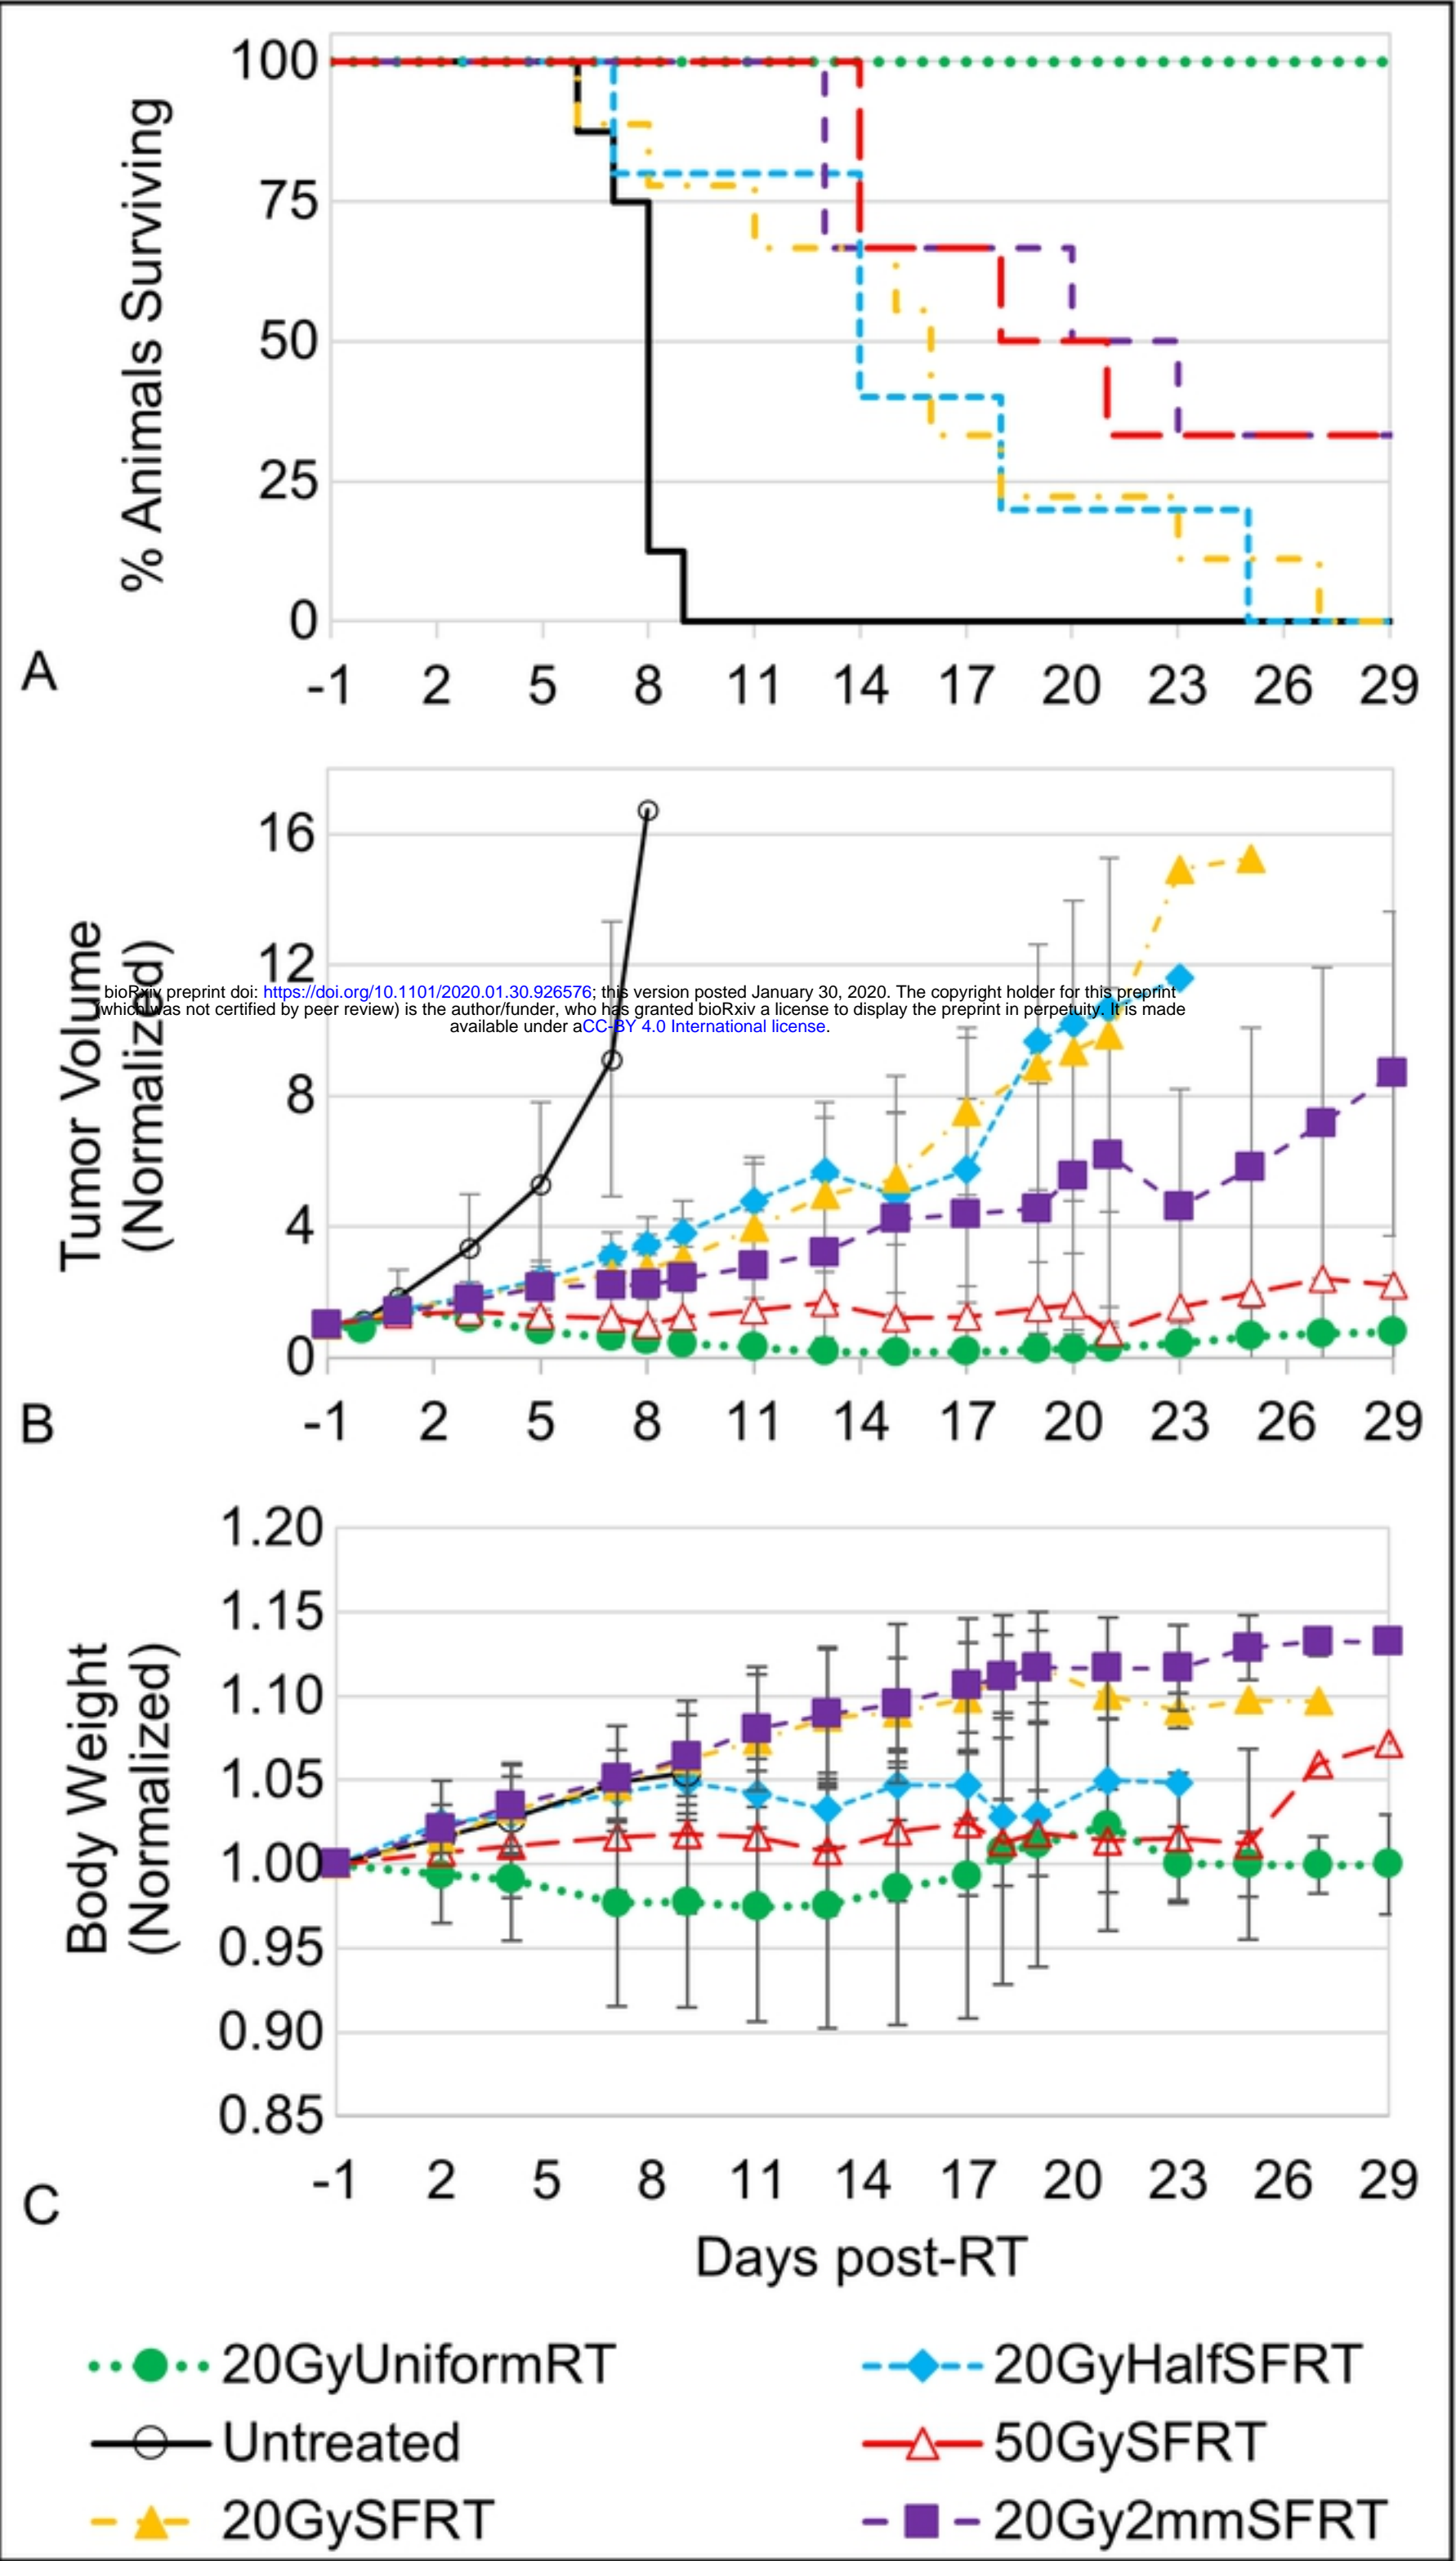 100
75
50
25
0
% Animals Surviving
A
-1 2 5 8 11 14 17 20 23 26 29
16
12
8
4
0
Tumor Volume
(Normalized)
bioRxiv preprint doi: https://doi.org/10.1101/2020.01.30.926576; this version posted January 30, 2020. The copyright holder for this preprint
which was not certified by peer review) is the author/funder, who has granted bioRxiv a license to display the preprint in perpetuity. It is made
available under aCC-BY 4.0 International license.
B
-1 2 5 8 11 14 17 20 23 26 29
1.20
1.15
1.10
1.05
1.00
0.95
0.90
0.85
Body Weight
(Normalized)
C
-1 2 5 8 11 14 17 20 23 26 29
Days post-RT
20GyUniformRT
20GyHalfSFRT
Untreated
50GySFRT
20GySFRT
20Gy2mmSFRT